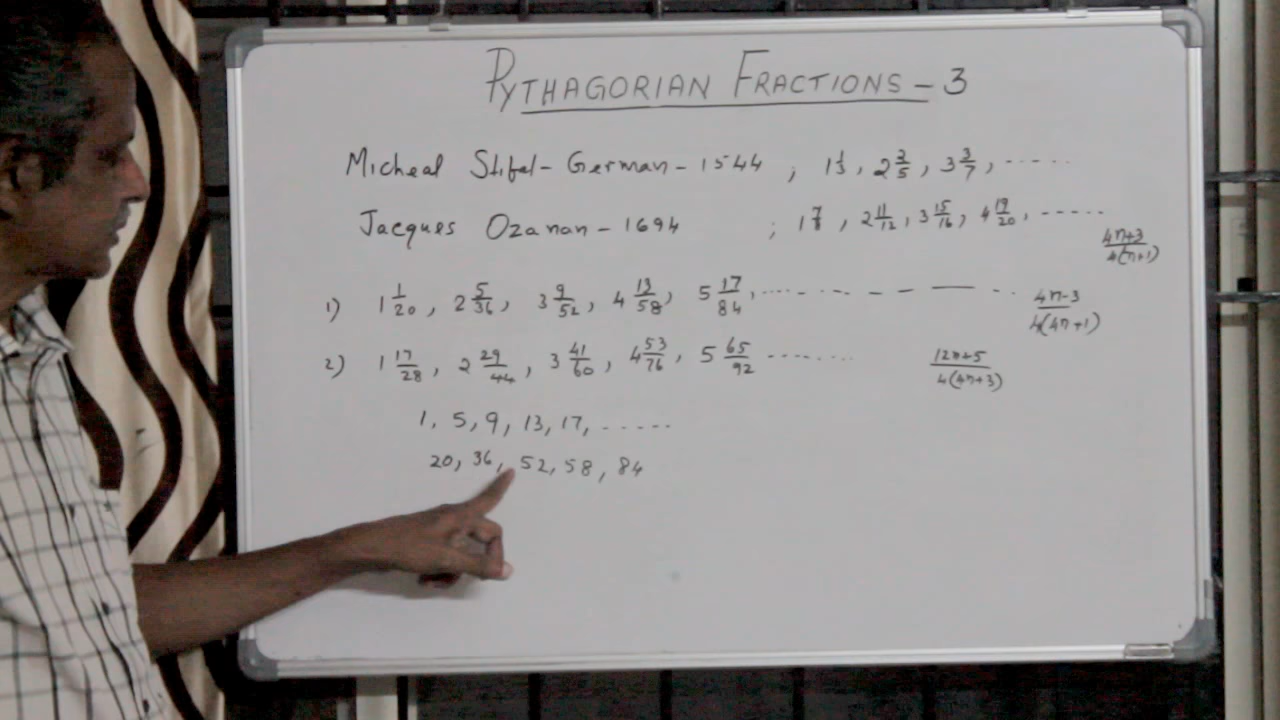 PYTHAGORIAN FRACTIONS - 3
Micheal Stifel - German - 1544 ; 1 1/3, 2 2/5, 3 3/7, ......
Jacques Ozanan - 1694 ; 1 7/8, 2 11/12, 3 15/16, 4 19/20, ......
4n+3/4(n+1)
1) 1 1/20, 2 5/36, 3 9/52, 4 13/58, 5 17/84, ......
4n-3/4(4n+1)
2) 1 17/28, 2 29/44, 3 41/60, 4 53/76, 5 65/92 ......
12n+5/4(4n+3)
1, 5, 9, 13, 17, ......
20, 36, 52, 58, 84